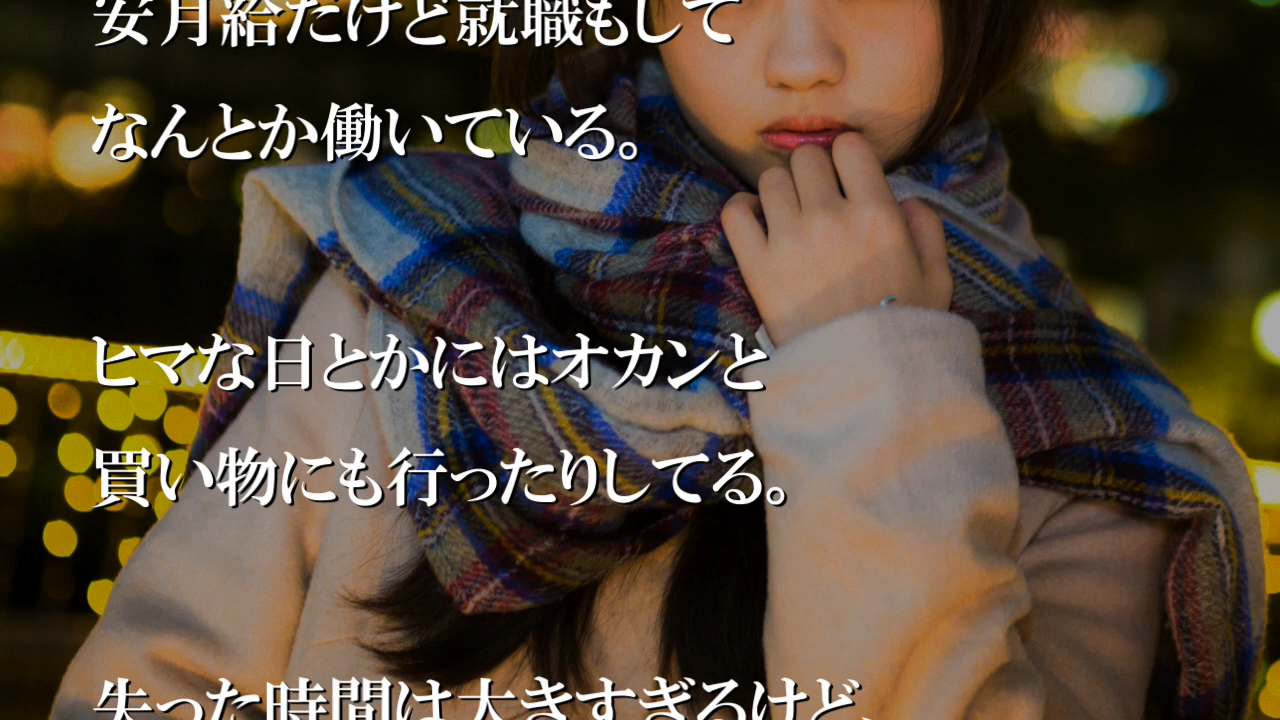 安月給だけど就職もして
なんとか働いている。
ヒマな日とかにはオカンと
買い物にも行ったりしてる。
失った時間は大きすぎるけど、